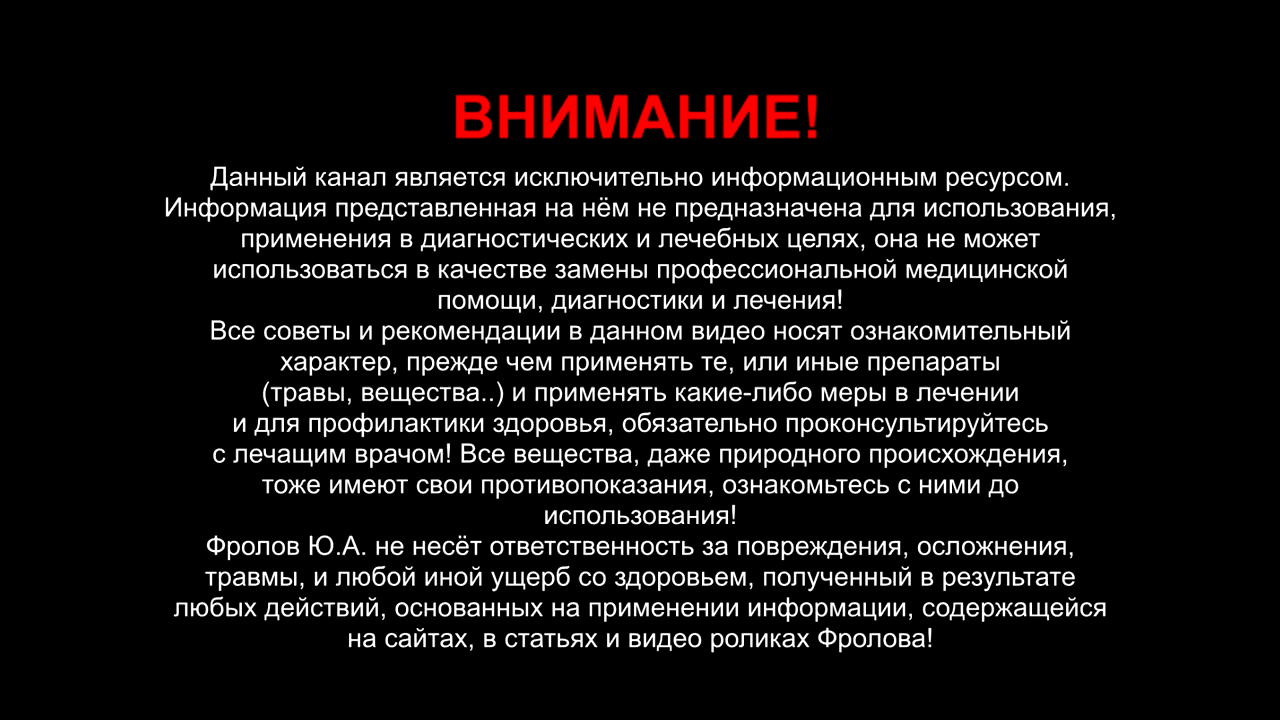 ВНИМАНИЕ!
Данный канал является исключительно информационным ресурсом.
Информация представленная на нём не предназначена для использования,
применения в диагностических и лечебных целях, она не может
использоваться в качестве замены профессиональной медицинской
помощи, диагностики и лечения!
Все советы и рекомендации в данном видео носят ознакомительный
характер, прежде чем применять те, или иные препараты
(травы, вещества..) и применять какие-либо меры в лечении
и для профилактики здоровья, обязательно проконсультируйтесь
с лечащим врачом! Все вещества, даже природного происхождения,
тоже имеют свои противопоказания, ознакомьтесь с ними до
использования!
Фролов Ю.А. не несёт ответственность за повреждения, осложнения,
травмы, и любой иной ущерб со здоровьем, полученный в результате
любых действий, основанных на применении информации, содержащейся
на сайтах, в статьях и видео роликах Фролова!